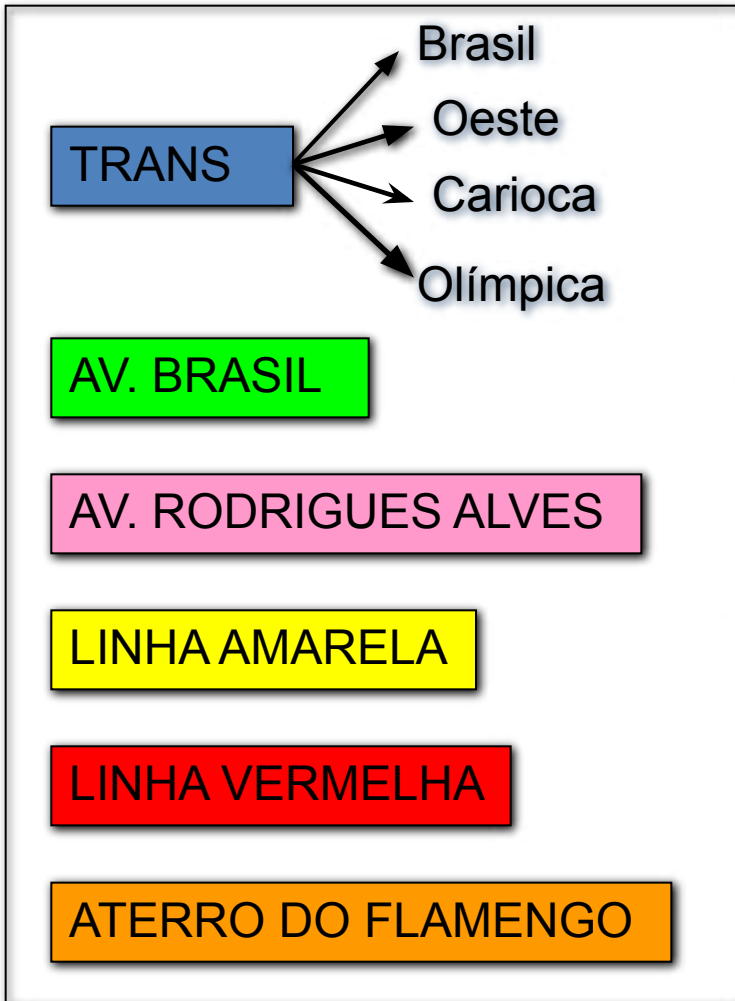 Brasil
Oeste
TRANS
Carioca
Olímpica
AV. BRASIL
AV. RODRIGUES ALVES
LINHA AMARELA
LINHA VERMELHA
ATERRO DO FLAMENGO